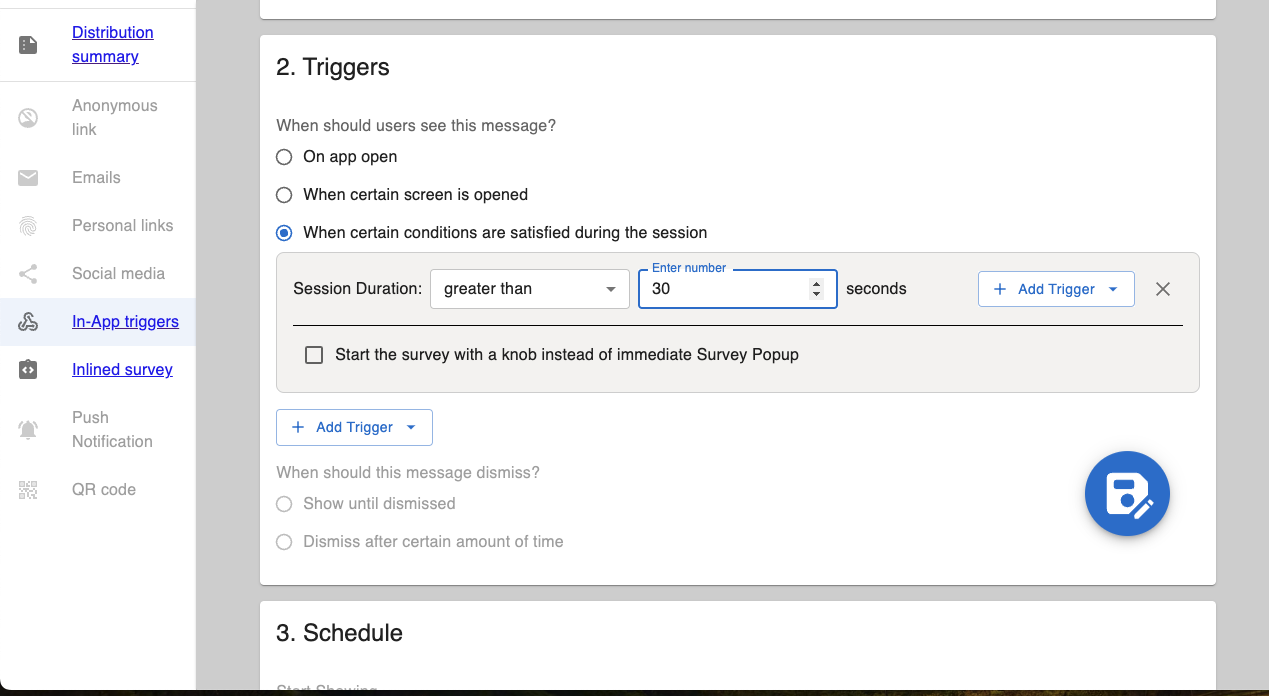 Distribution
summary
Anonymous
link
Emails
Personal links
Social media
In-App triggers
Inlined survey
Push
Notification
QR code
2. Triggers
When should users see this message?
On app open
When certain screen is opened
When certain conditions are satisfied during the session
Enter number
Session Duration: greater than 30 seconds + Add Trigger
Start the survey with a knob instead of immediate Survey Popup
+ Add Trigger
When should this message dismiss?
Show until dismissed
Dismiss after certain amount of time
3. Schedule
Start Showing